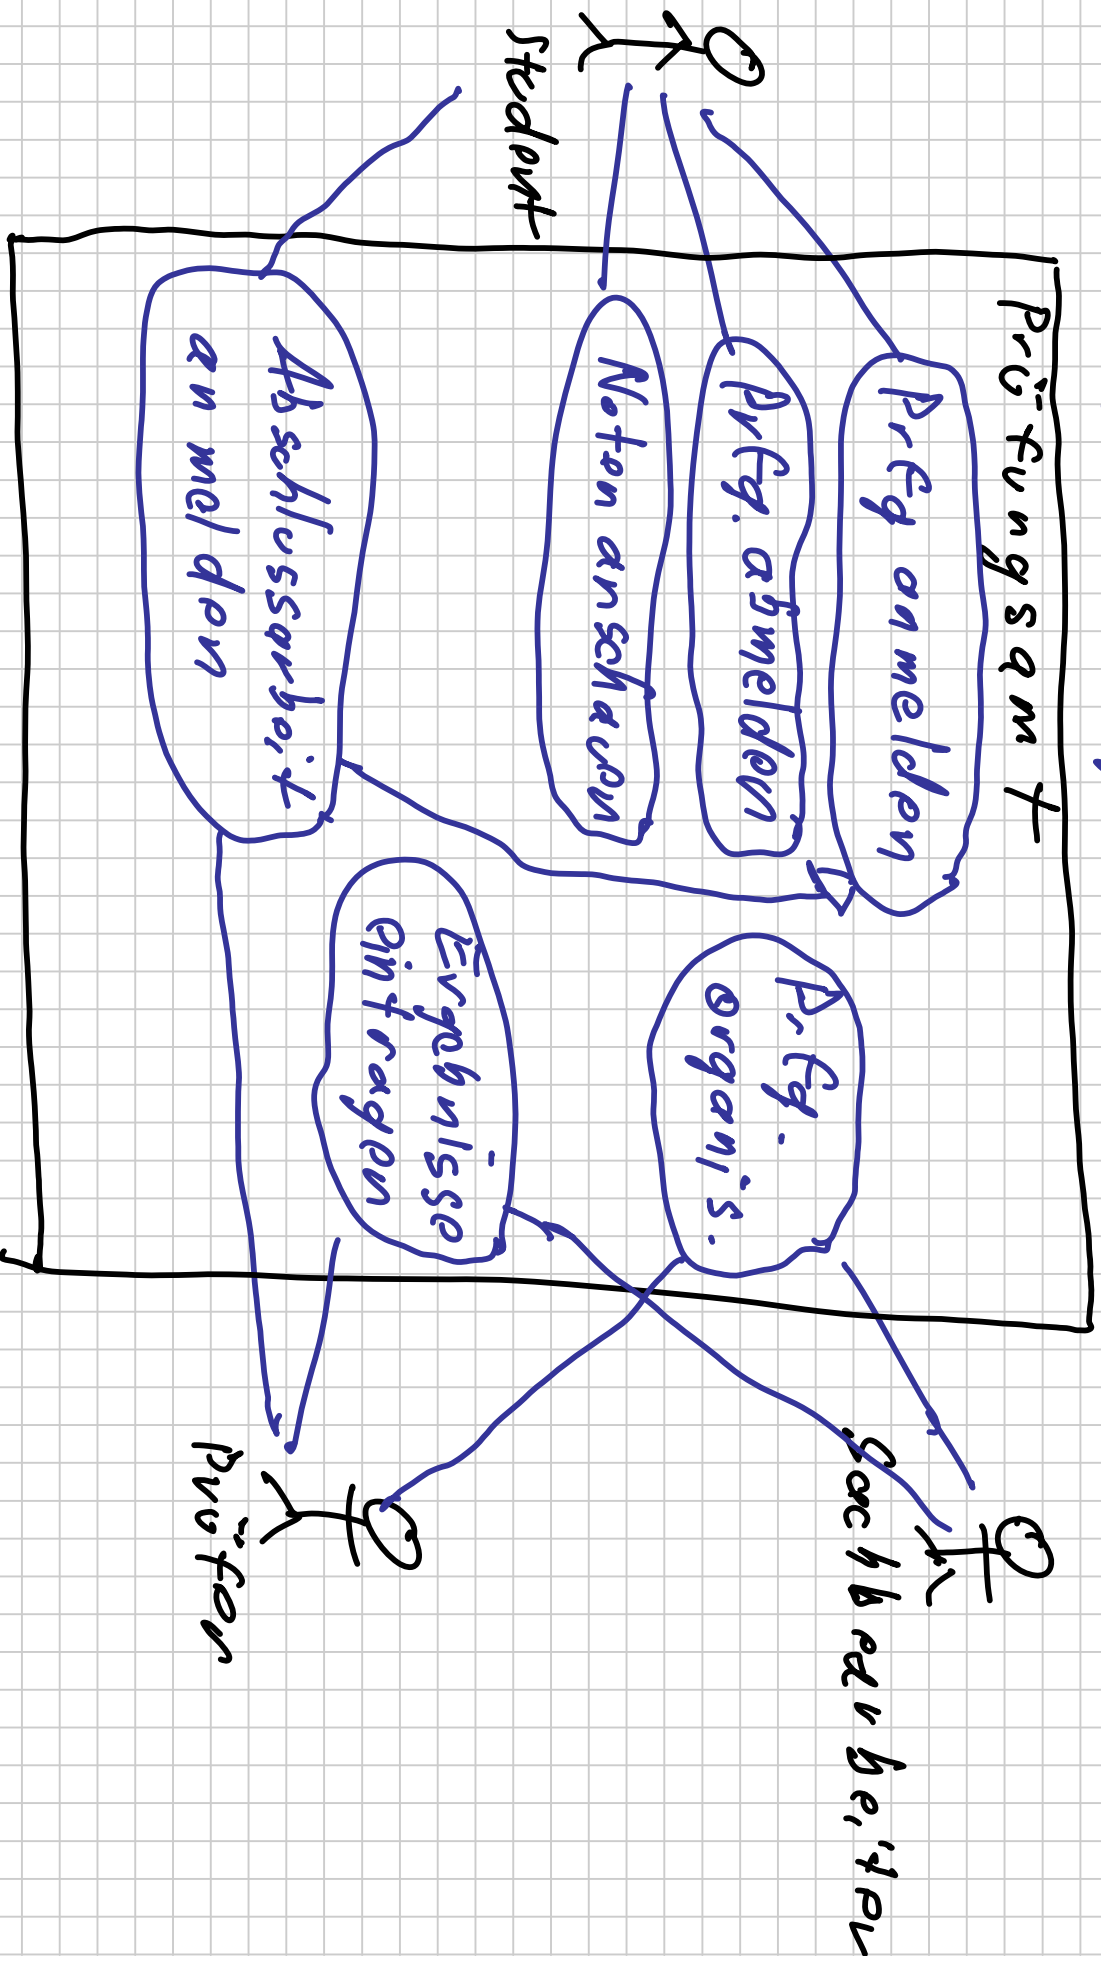 Prüfungsamt
Prfg anmelden
Prfg. abmelden
Noten anschauen
Abschlussarbeit
anmelden
Prfg.
organis.
Ergebnisse
eintragen
Student
Sachbearbeiter
Prüfer